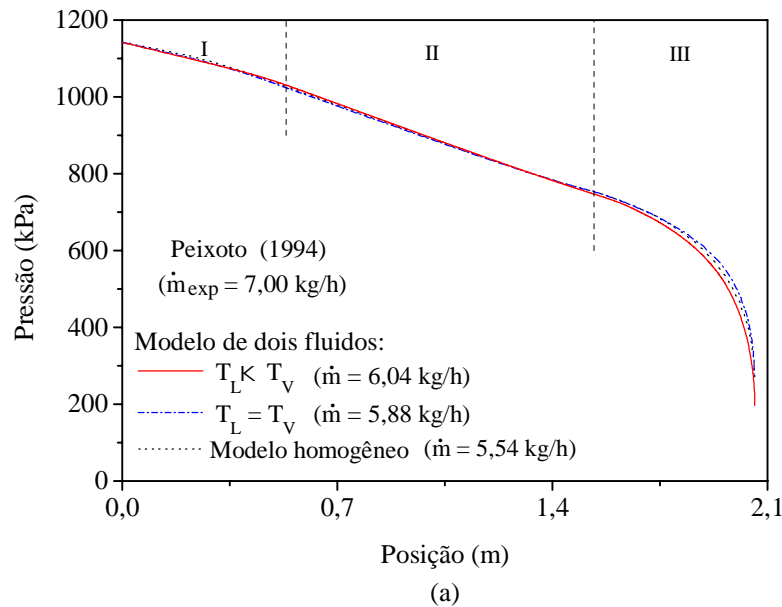 1200
1000
800
600
400
200
0
Pressão (kPa)
I
II
III
Peixoto (1994)
(ṁexp = 7,00 kg/h)
Modelo de dois fluidos:
TL K TV (ṁ = 6,04 kg/h)
TL = TV (ṁ = 5,88 kg/h)
Modelo homogêneo (ṁ = 5,54 kg/h)
0,0 0,7 1,4 2,1
Posição (m)
(a)